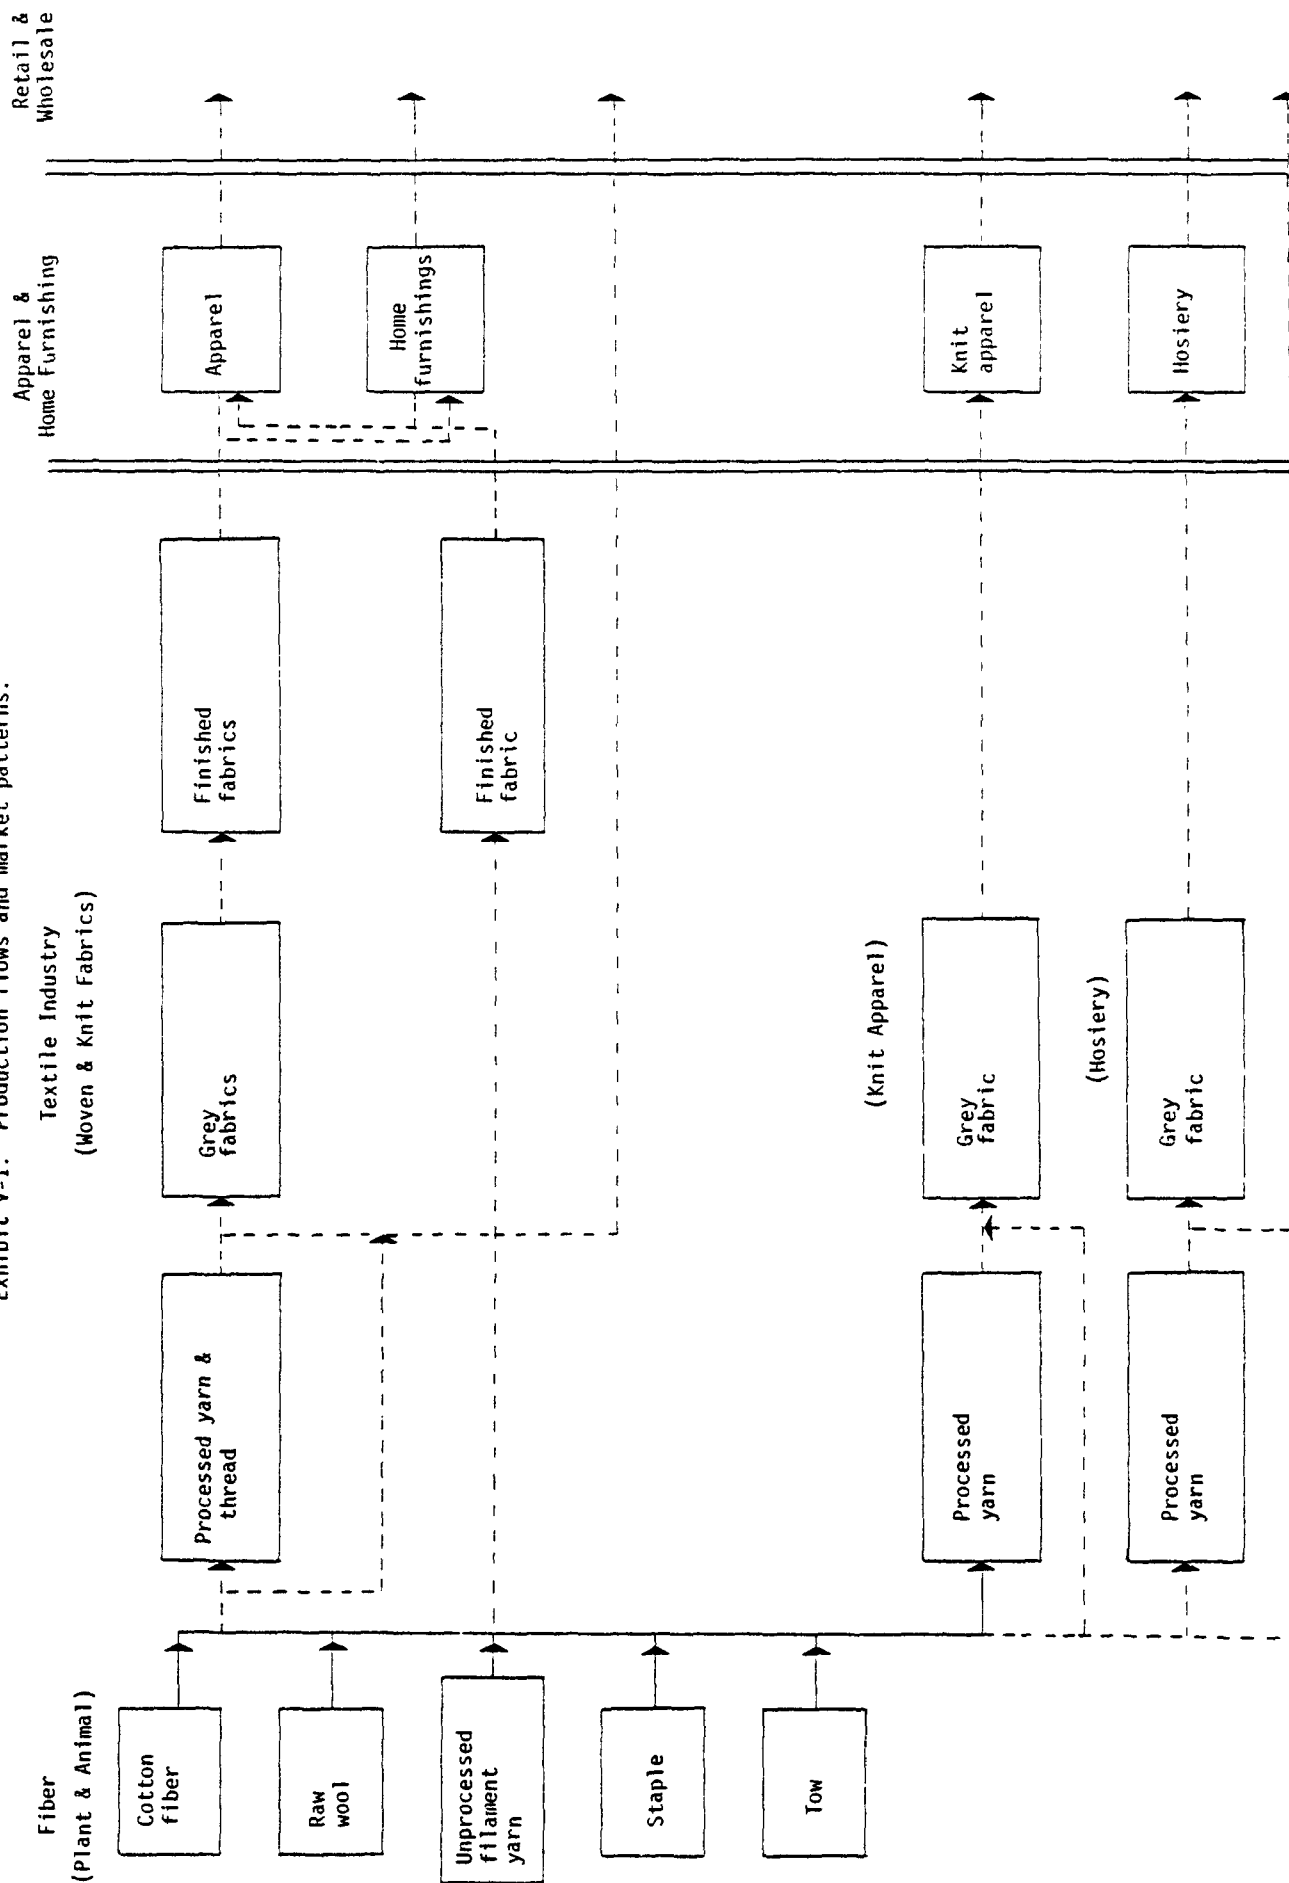 Exhibit V-1. Production flows and market patterns.
Fiber
(Plant & Animal)
Textile Industry
(Woven & Knit Fabrics)
Apparel &
Home Furnishing
Retail &
Wholesale
Cotton
fiber
Raw
wool
Unprocessed
filament
yarn
Staple
Tow
Processed yarn &
thread
Grey
fabrics
Finished
fabrics
Apparel
Finished
fabric
Home
furnishings
(Knit Apparel)
Processed
yarn
Grey
fabric
Knit
apparel
(Hosiery)
Processed
yarn
Grey
fabric
Hosiery